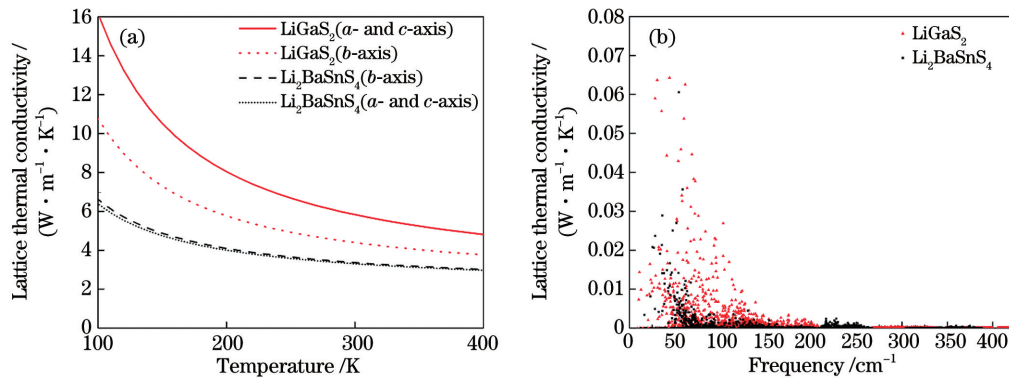 (a)
LiGaS₂(a- and c-axis)
LiGaS₂(b-axis)
Li₂BaSnS₄(b-axis)
Li₂BaSnS₄(a- and c-axis)
16
14
12
10
8
6
4
2
0
100
200
300
400
Temperature /K
Lattice thermal conductivity /
(W · m⁻¹ · K⁻¹)
(b)
LiGaS₂
Li₂BaSnS₄
0.08
0.07
0.06
0.05
0.04
0.03
0.02
0.01
0
0
50
100
150
200
250
300
350
400
Frequency /cm⁻¹
Lattice thermal conductivity /
(W · m⁻¹ · K⁻¹)